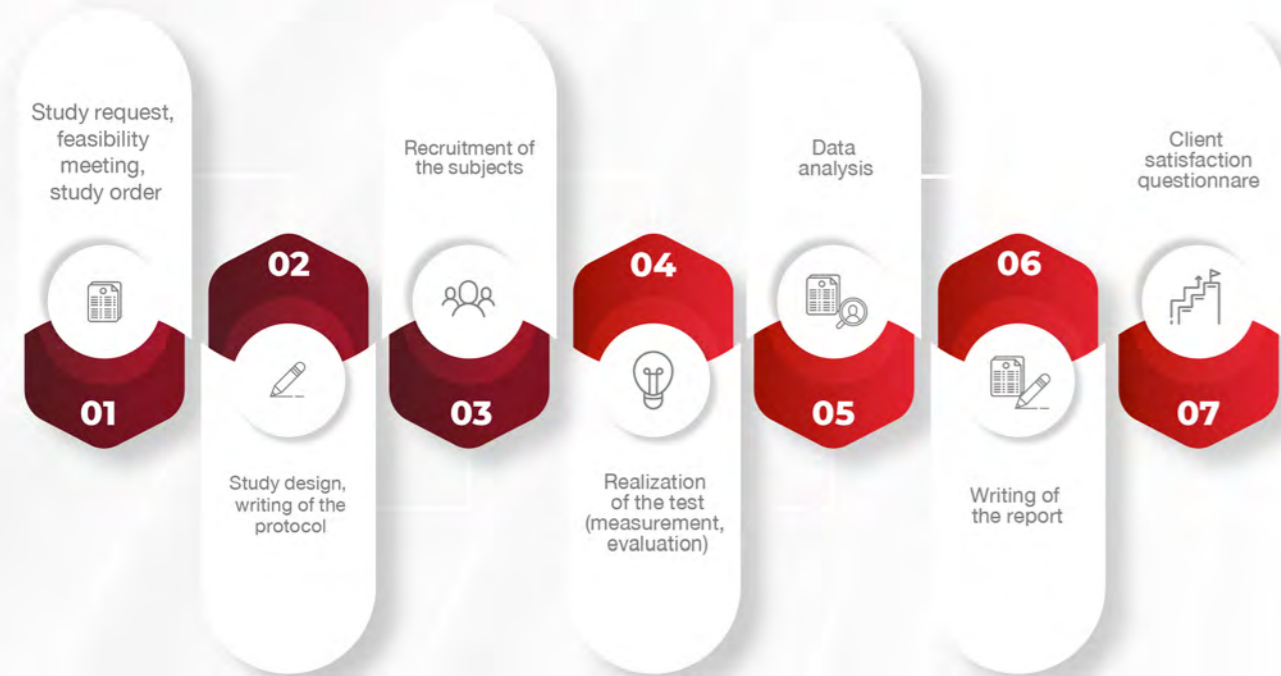 01
Study request,
feasibility
meeting,
study order
02
Study design,
writing of the
protocol
03
Recruitment of
the subjects
04
Realization
of the test
(measurement,
evaluation)
05
Data
analysis
06
Writing of
the report
07
Client
satisfaction
questionnare